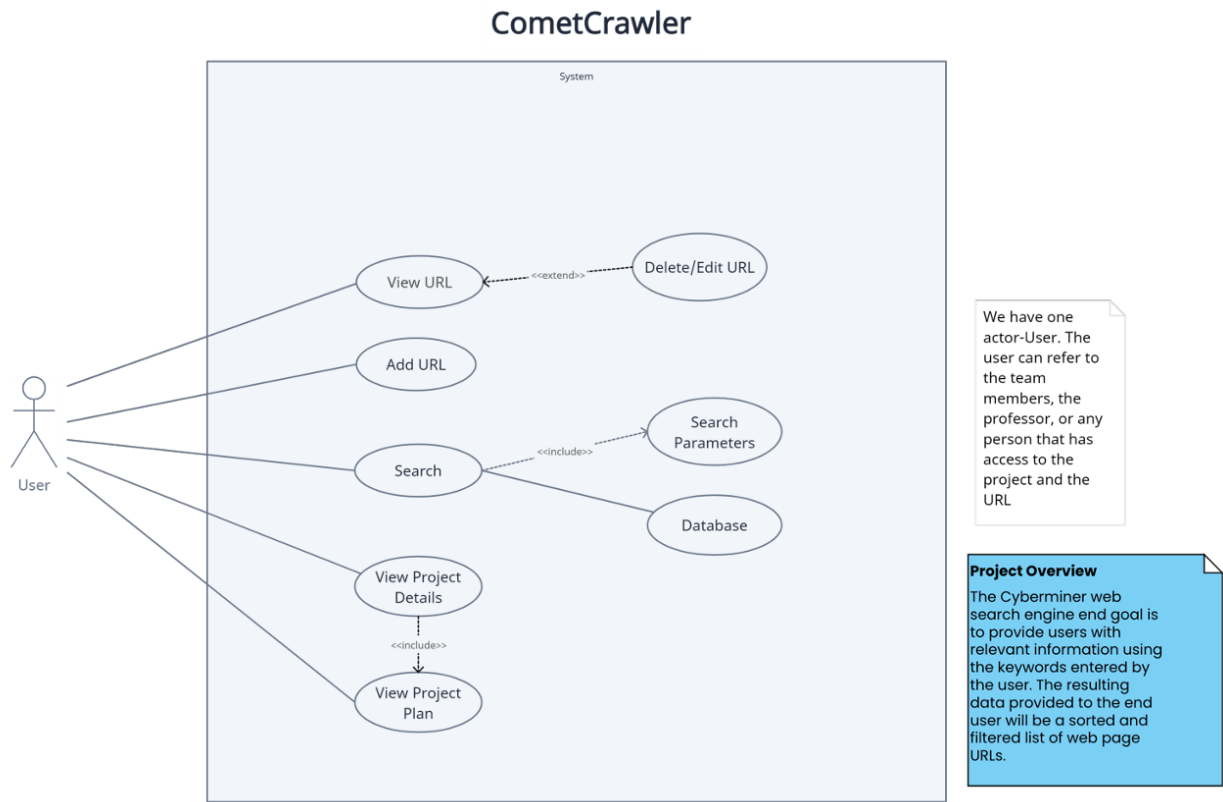 CometCrawler
System
View URL
<<extend>>
Delete/Edit URL
Add URL
Search
<<include>>
Search
Parameters
Database
User
View Project
Details
<<include>>
View Project
Plan
We have one
actor-User. The
user can refer to
the team
members, the
professor, or any
person that has
access to the
project and the
URL
Project Overview
The Cyberminer web
search engine end goal is
to provide users with
relevant information using
the keywords entered by
the user. The resulting
data provided to the end
user will be a sorted and
filtered list of web page
URLs.